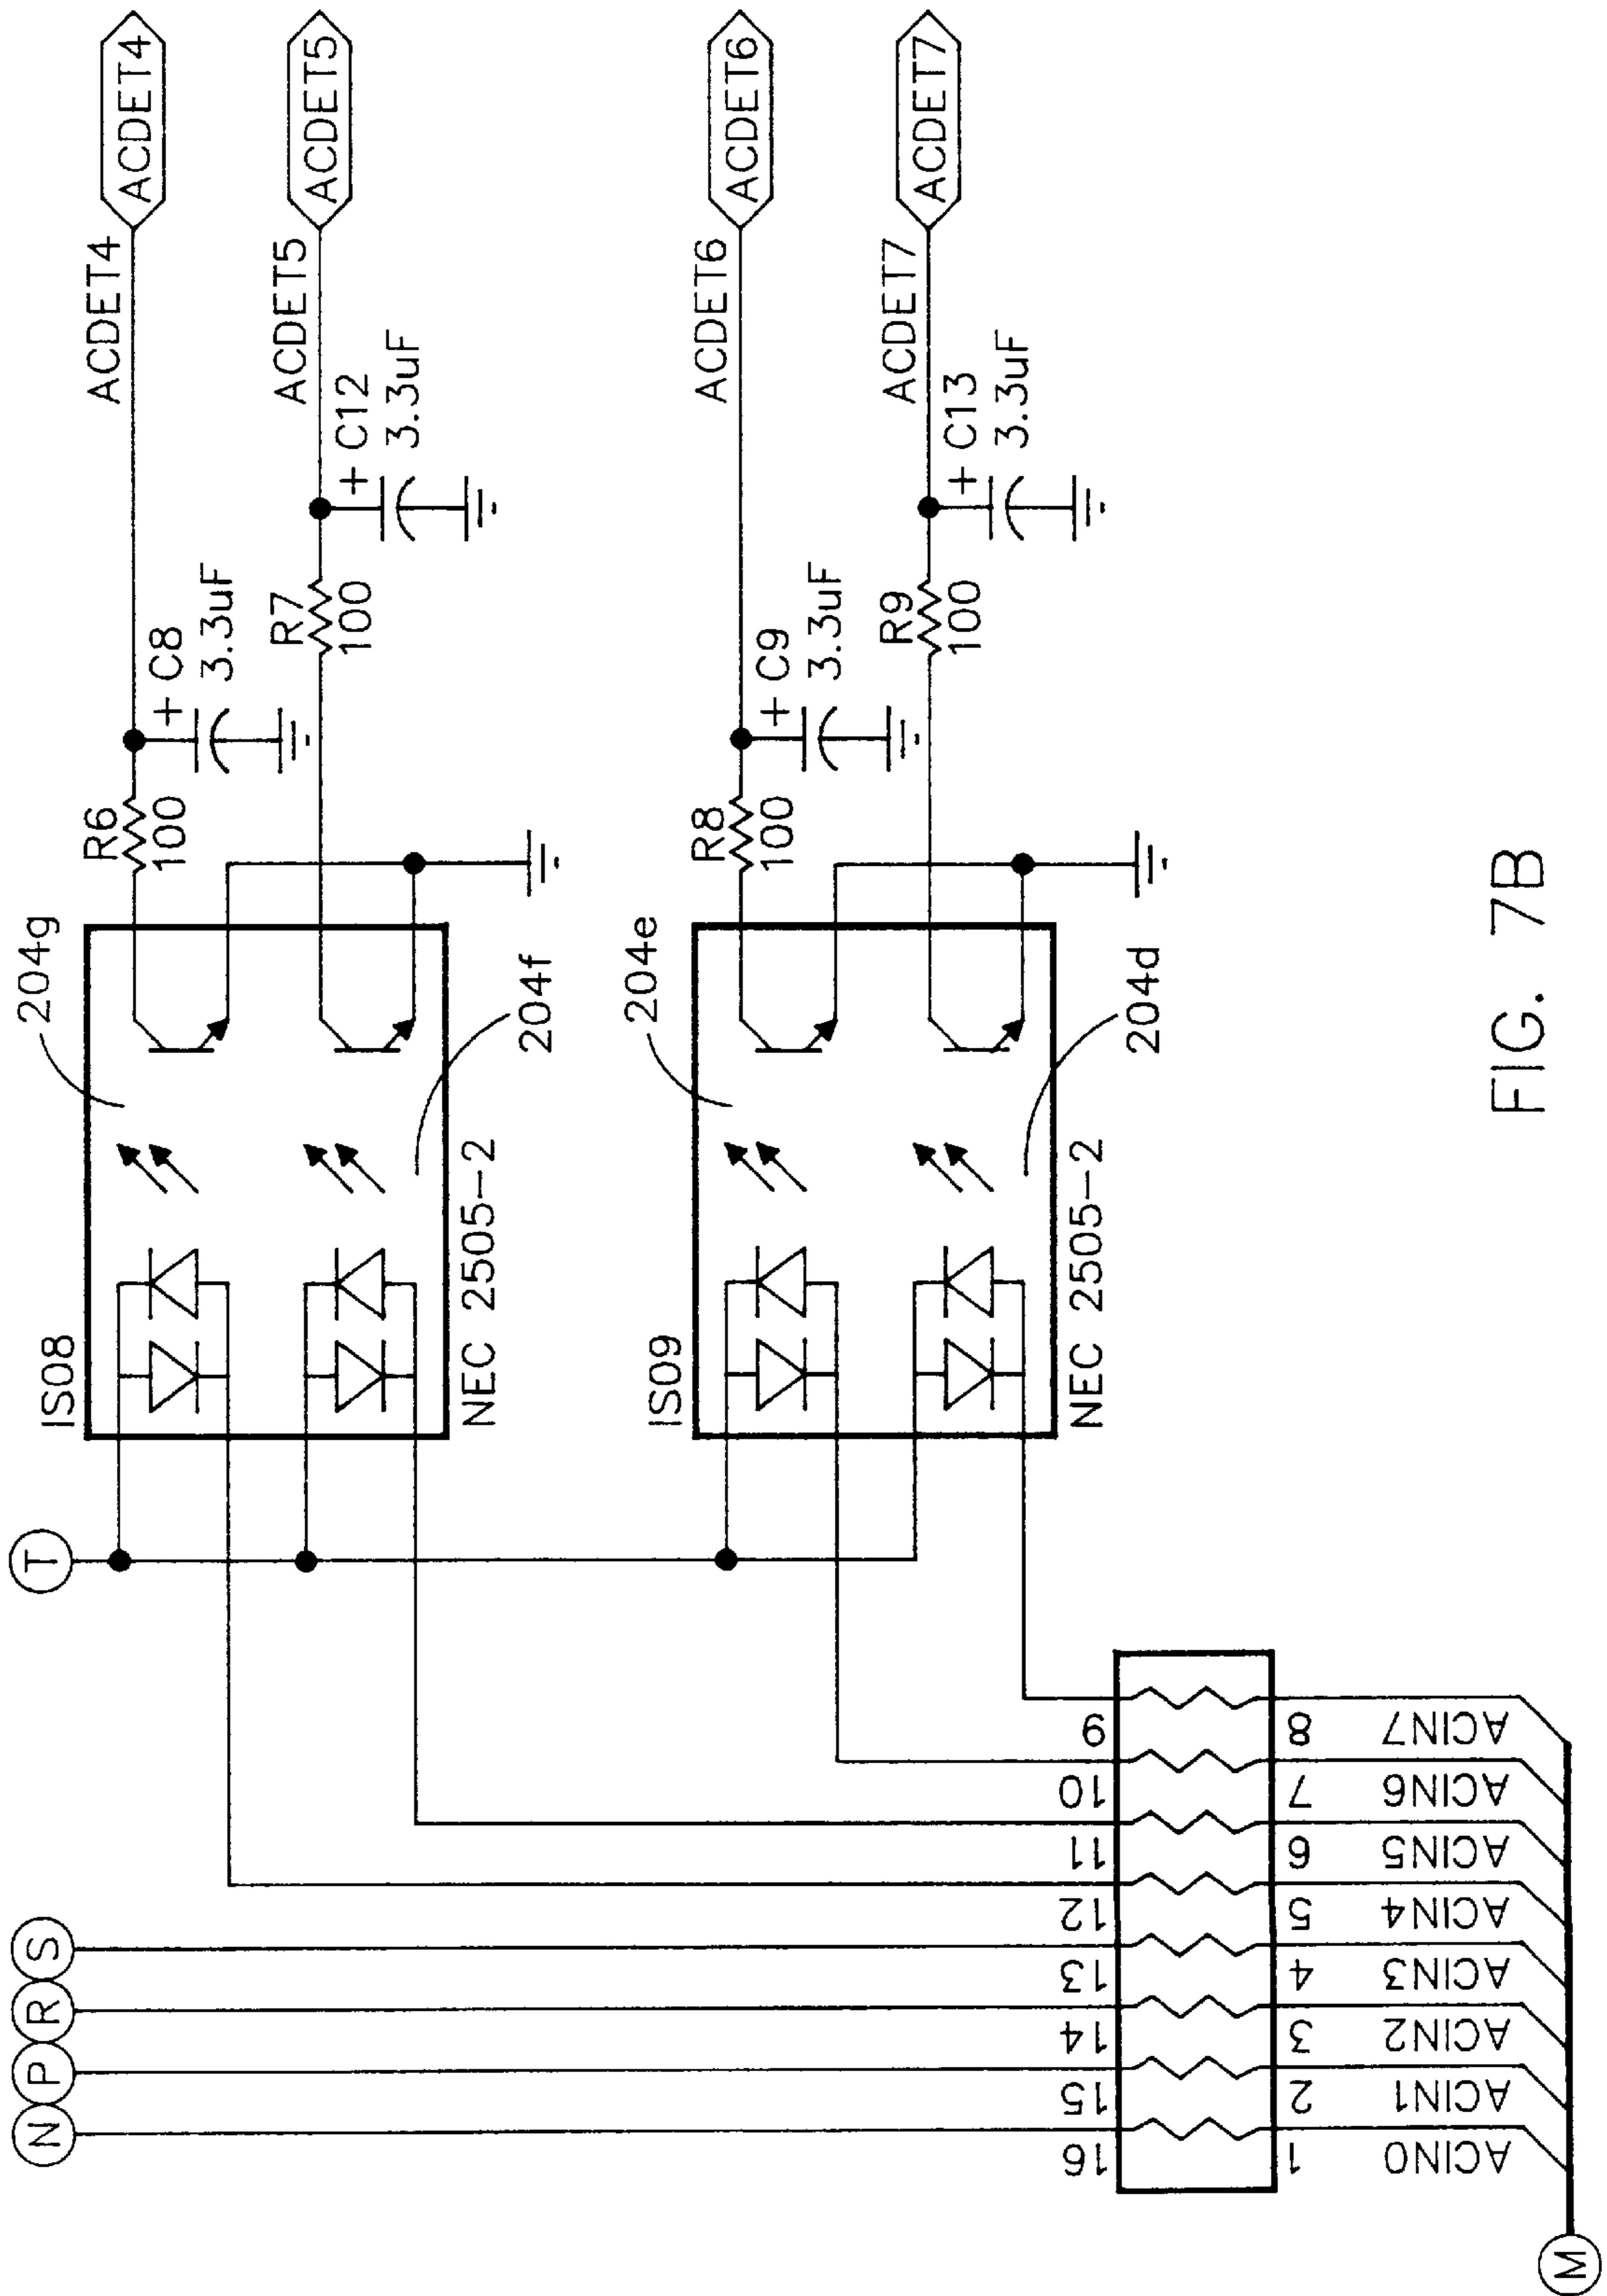 204g
R6
100
+ C8
3.3uF
ACDET4
ACDET4
ISO8
R7
100
+ C12
3.3uF
ACDET5
ACDET5
204f
NEC 2505-2
T
204e
R8
100
+ C9
3.3uF
ACDET6
ACDET6
ISO9
R9
100
+ C13
3.3uF
ACDET7
ACDET7
204d
NEC 2505-2
N
P
R
S
16
15
14
13
12
11
10
9
1
2
3
4
5
6
7
8
ACIN0
ACIN1
ACIN2
ACIN3
ACIN4
ACIN5
ACIN6
ACIN7
M
FIG. 7B